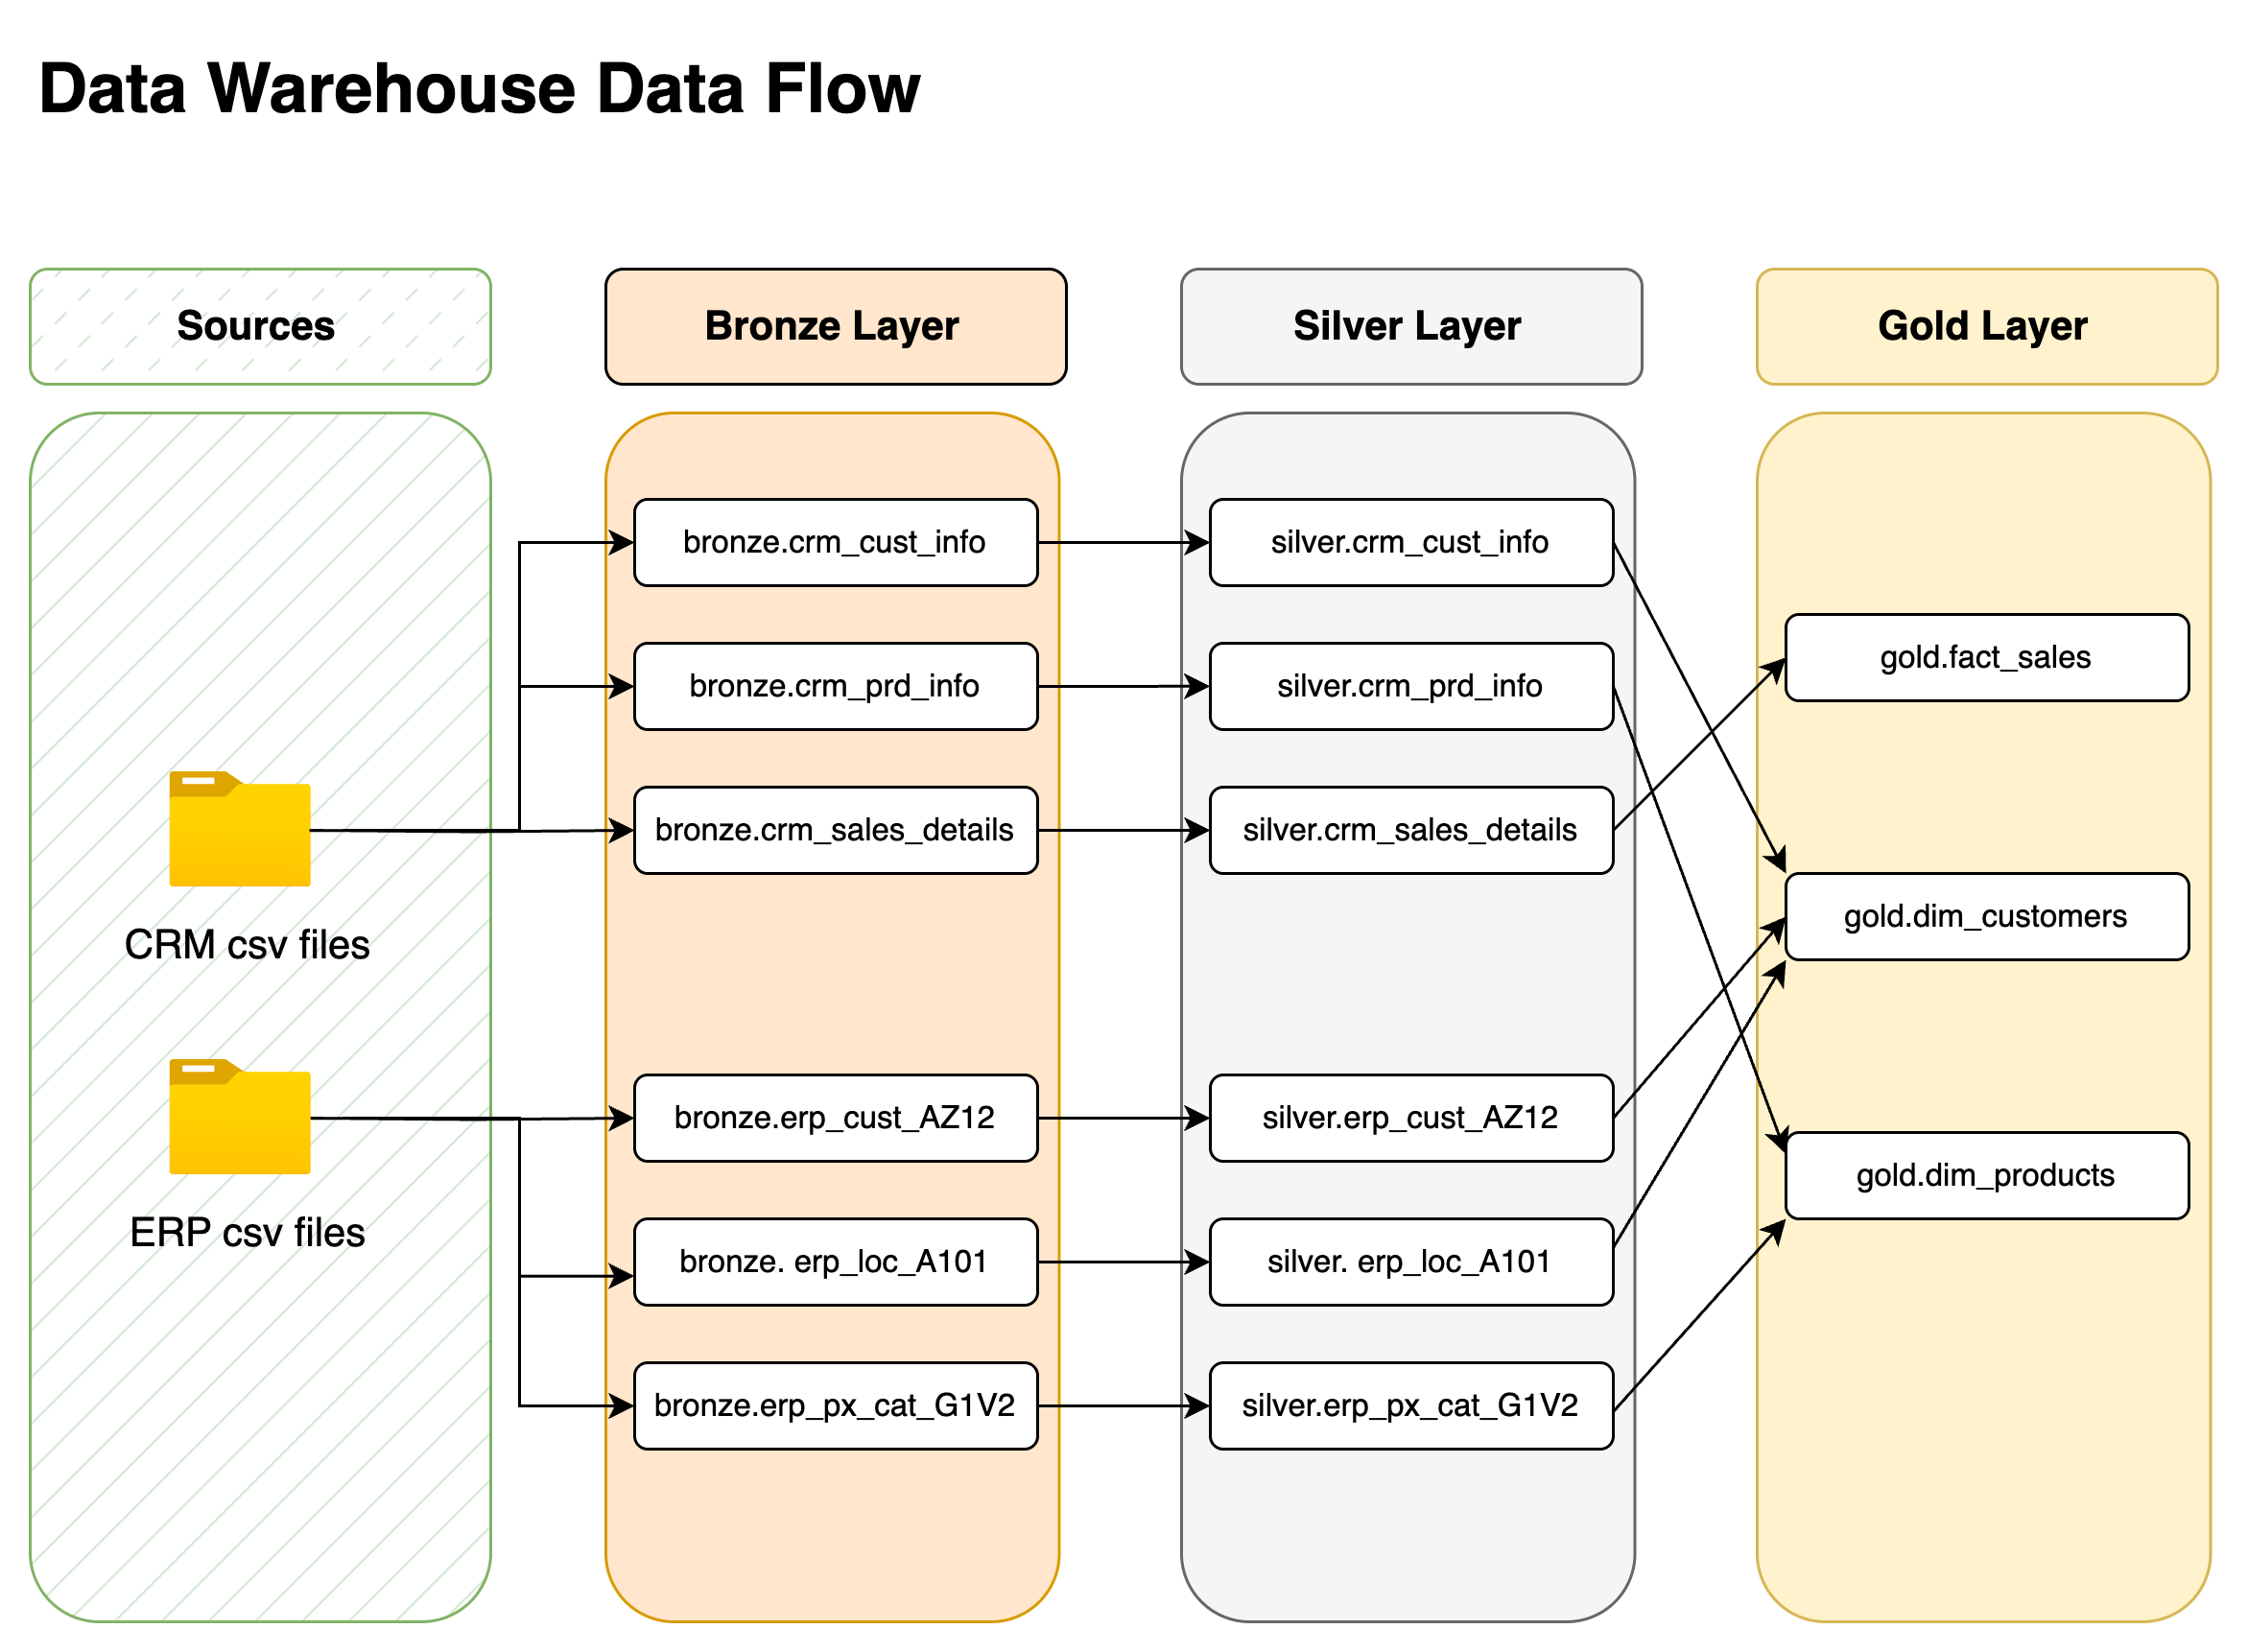 Data Warehouse Data Flow
Sources
Bronze Layer
Silver Layer
Gold Layer
CRM csv files
ERP csv files
bronze.crm_cust_info
bronze.crm_prd_info
bronze.crm_sales_details
bronze.erp_cust_AZ12
bronze. erp_loc_A101
bronze.erp_px_cat_G1V2
silver.crm_cust_info
silver.crm_prd_info
silver.crm_sales_details
silver.erp_cust_AZ12
silver. erp_loc_A101
silver.erp_px_cat_G1V2
gold.fact_sales
gold.dim_customers
gold.dim_products